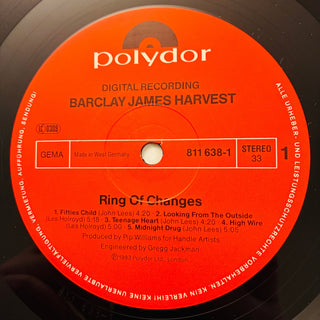 polydor
DIGITAL RECORDING
BARCLAY JAMES HARVEST
LC 0309
GEMA
Made in West Germany
811 638-1
STEREO
33
1
Ring Of Changes
1. Fifties Child (John Lees) 4:20 · 2. Looking From The Outside
(Les Holroyd) 5:18 · 3. Teenage Heart (John Lees) 4:20 · 4. High Wire
(Les Holroyd) · 5. Midnight Drug (John Lees) 5:05
Produced by Pip Williams for Handle Artists
Engineered by Gregg Jackman
℗ 1983 Polydor Ltd., London
ALLE URHEBER- UND LEISTUNGSSCHUTZRECHTE VORBEHALTEN KEIN VERLEIH! KEINE UNERLAUBTE VERVIELFÄLTIGUNG, VERMIETUNG, AUFFÜHRUNG, SENDUNG!